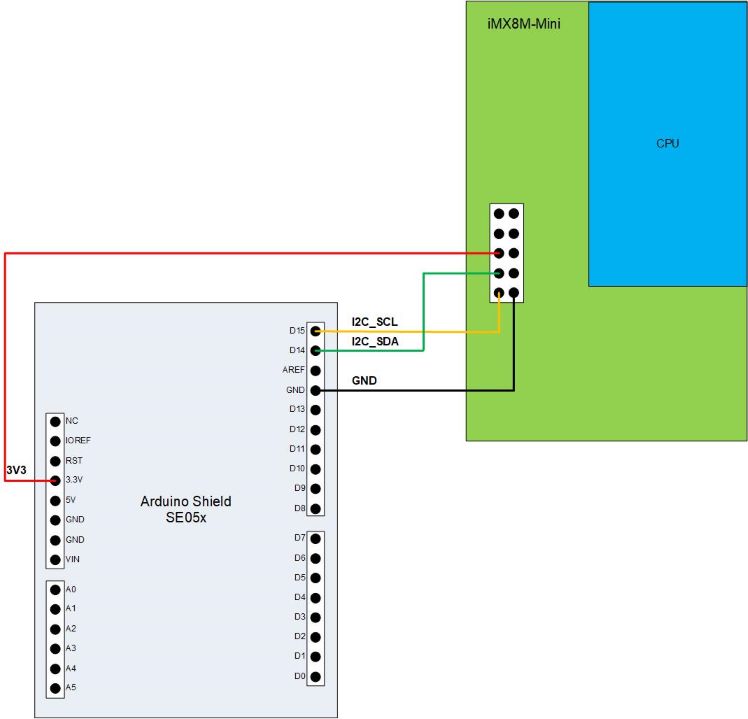 iMX8M-Mini
CPU
I2C_SCL
I2C_SDA
GND
3V3
Arduino Shield
SE05x
NC
IOREF
RST
3.3V
5V
GND
GND
VIN
A0
A1
A2
A3
A4
A5
D15
D14
AREF
GND
D13
D12
D11
D10
D9
D8
D7
D6
D5
D4
D3
D2
D1
D0